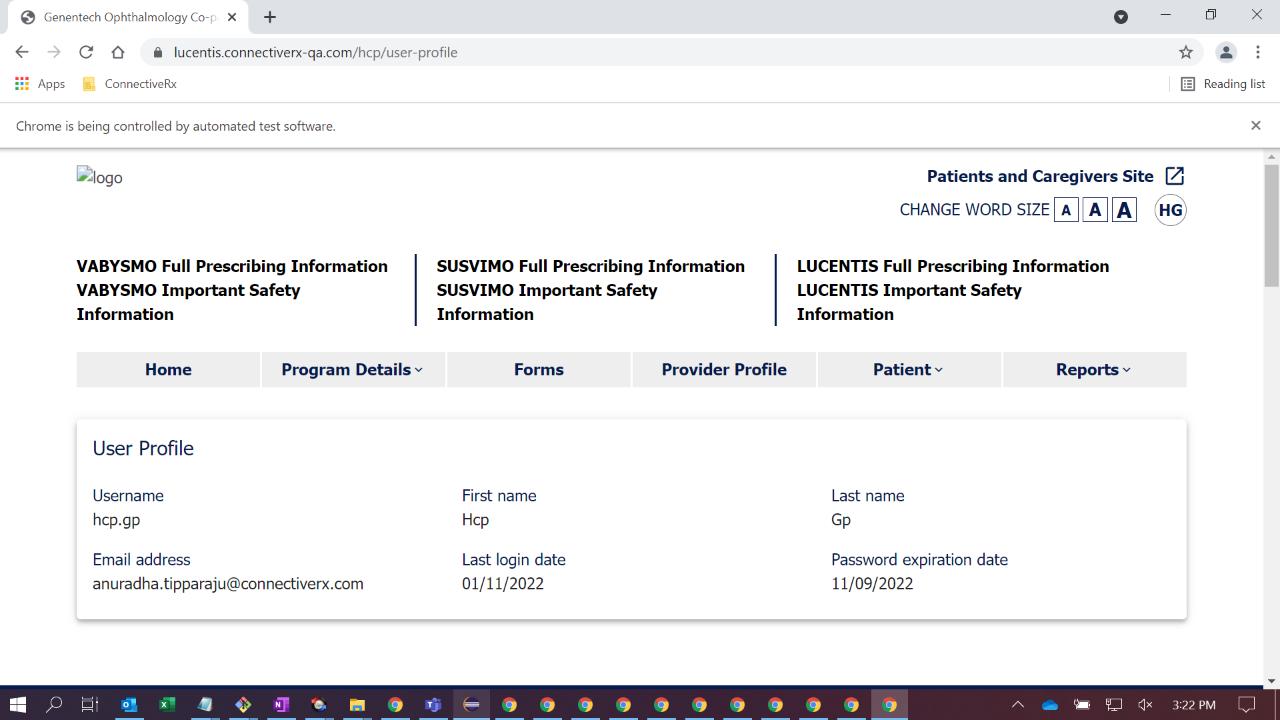 Genentech Ophthalmology Co-p
lucentis.connectiverx-qa.com/hcp/user-profile
Apps ConnectiveRx Reading list
Chrome is being controlled by automated test software.
logo
Patients and Caregivers Site
CHANGE WORD SIZE A A A HG
VABYSMO Full Prescribing Information
VABYSMO Important Safety
Information
SUSVIMO Full Prescribing Information
SUSVIMO Important Safety
Information
LUCENTIS Full Prescribing Information
LUCENTIS Important Safety
Information
Home Program Details Forms Provider Profile Patient Reports
User Profile
Username First name Last name
hcp.gp Hcp Gp
Email address Last login date Password expiration date
anuradha.tipparaju@connectiverx.com 01/11/2022 11/09/2022
3:22 PM